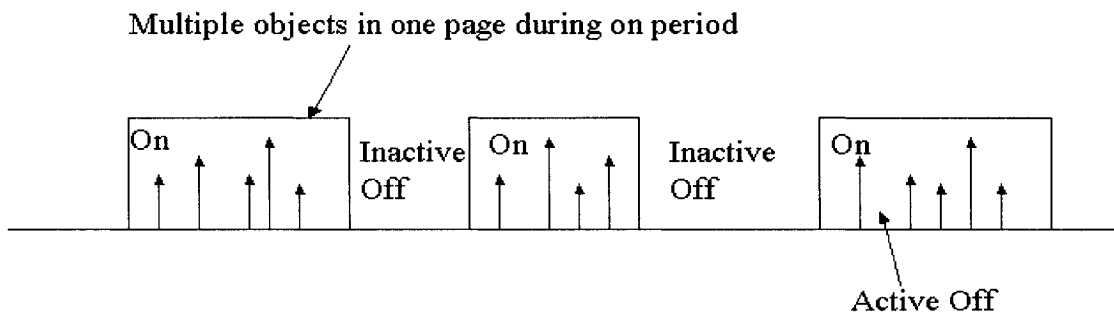 Multiple objects in one page during on period
On
Inactive
Off
On
Inactive
Off
On
Active Off